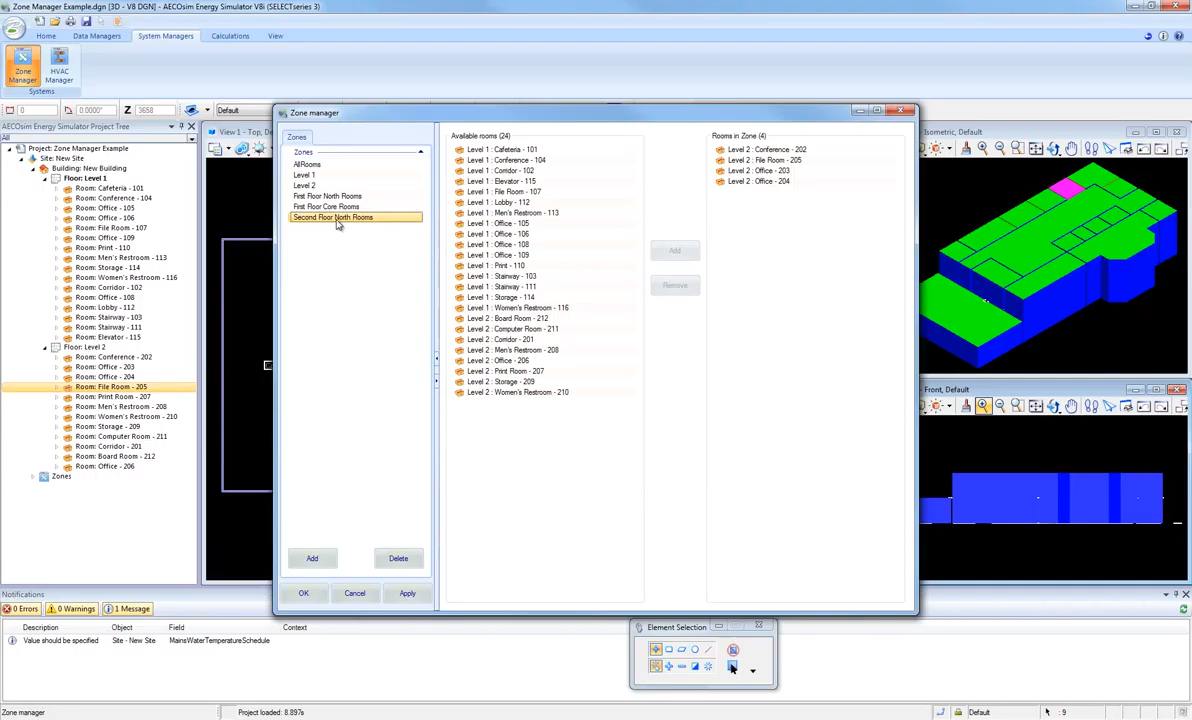 Zone Manager Example.dgn [3D - V8 DGN] - AECOsim Energy Simulator V8i (SELECTseries 3)
Home Data Managers System Managers Calculations View
Zone Manager
HVAC Manager
Systems
0 0.0000° Z 3658 Default
AECOsim Energy Simulator Project Tree
All
Project: Zone Manager Example
Site: New Site
Building: New Building
Floor: Level 1
Room: Cafeteria - 101
Room: Conference - 104
Room: Office - 105
Room: Office - 106
Room: File Room - 107
Room: Office - 109
Room: Print - 110
Room: Men's Restroom - 113
Room: Storage - 114
Room: Women's Restroom - 116
Room: Corridor - 102
Room: Office - 108
Room: Lobby - 112
Room: Stairway - 103
Room: Stairway - 111
Room: Elevator - 115
Floor: Level 2
Room: Conference - 202
Room: Office - 203
Room: Office - 204
Room: File Room - 205
Room: Print Room - 207
Room: Men's Restroom - 208
Room: Women's Restroom - 210
Room: Storage - 209
Room: Computer Room - 211
Room: Corridor - 201
Room: Board Room - 212
Room: Office - 206
Zones
View 1 - Top, De
Zone manager
Zones
Zones
AllRooms
Level 1
Level 2
First Floor North Rooms
First Floor Core Rooms
Second Floor North Rooms
Add Delete
OK Cancel Apply
Available rooms (24)
Level 1 : Cafeteria - 101
Level 1 : Conference - 104
Level 1 : Corridor - 102
Level 1 : Elevator - 115
Level 1 : File Room - 107
Level 1 : Lobby - 112
Level 1 : Men's Restroom - 113
Level 1 : Office - 105
Level 1 : Office - 106
Level 1 : Office - 108
Level 1 : Office - 109
Level 1 : Print - 110
Level 1 : Stairway - 103
Level 1 : Stairway - 111
Level 1 : Storage - 114
Level 1 : Women's Restroom - 116
Level 2 : Board Room - 212
Level 2 : Computer Room - 211
Level 2 : Corridor - 201
Level 2 : Men's Restroom - 208
Level 2 : Office - 206
Level 2 : Print Room - 207
Level 2 : Storage - 209
Level 2 : Women's Restroom - 210
Add
Remove
Rooms in Zone (4)
Level 2 : Conference - 202
Level 2 : File Room - 205
Level 2 : Office - 203
Level 2 : Office - 204
Isometric, Default
Front, Default
Notifications
0 Errors 0 Warnings 1 Message
Description Object Field Context
Value should be specified Site - New Site MainsWaterTemperatureSchedule
Element Selection
Zone manager Project loaded: 8.897s Default : 9